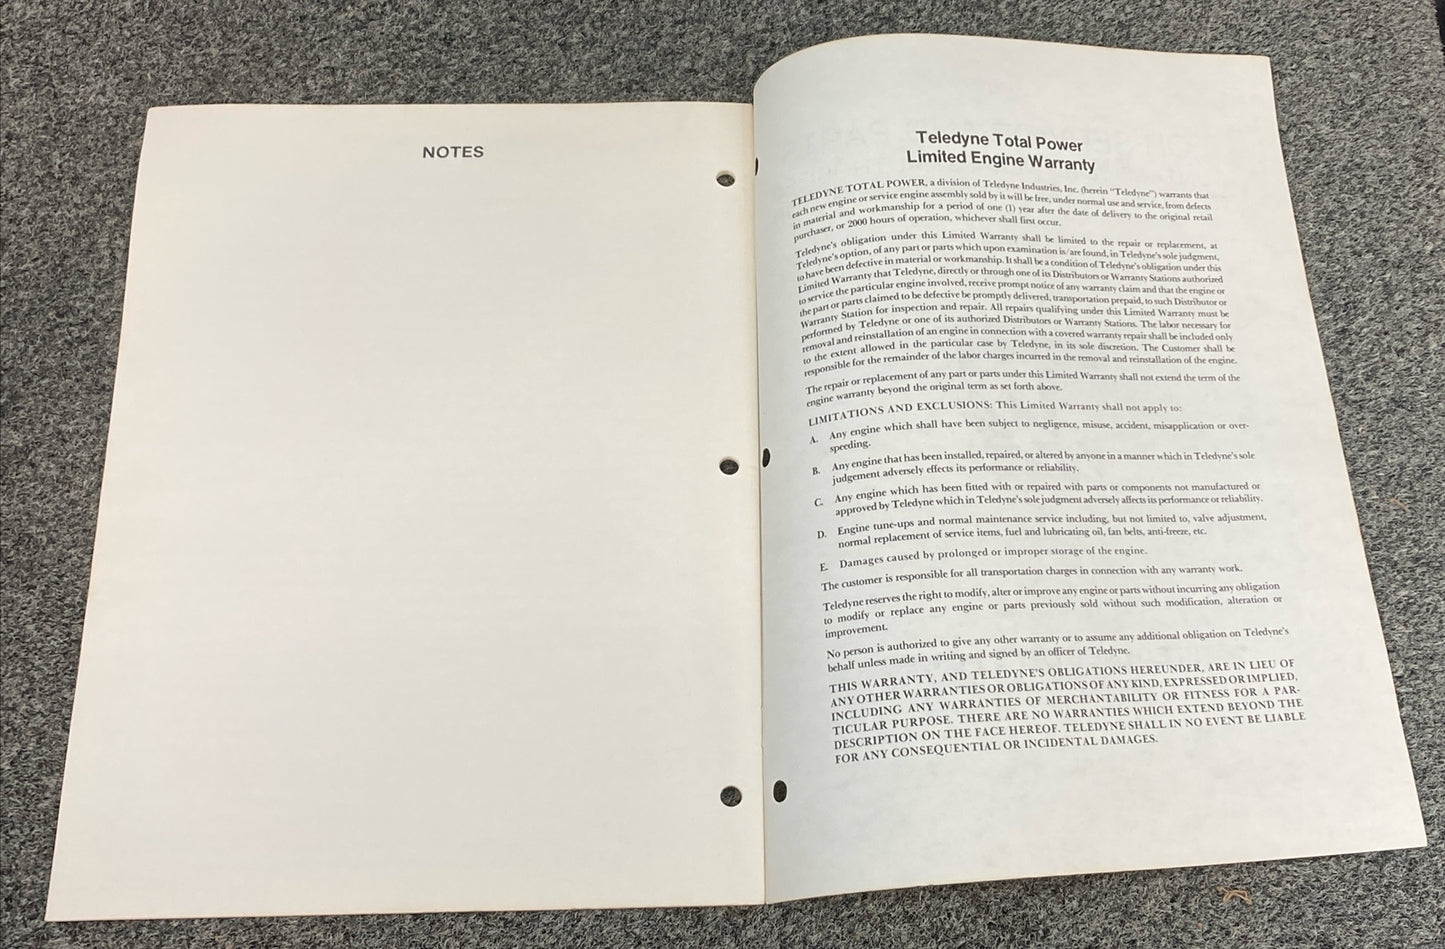 NOTES
Teledyne Total Power
Limited Engine Warranty
TELEDYNE TOTAL POWER, a division of Teledyne Industries, Inc. (herein "Teledyne") warrants that
each new engine or service engine assembly sold by it will be free, under normal use and service, from defects
in material and workmanship for a period of one (1) year after the date of delivery to the original retail
purchaser, or 2000 hours of operation, whichever shall first occur.
Teledyne's obligation under this Limited Warranty shall be limited to the repair or replacement, at
Teledyne's option, of any part or parts which upon examination is/are found, in Teledyne's sole judgment,
to have been defective in material or workmanship. It shall be a condition of Teledyne's obligation under this
Limited Warranty that Teledyne, directly or through one of its Distributors or Warranty Stations authorized
to service the particular engine involved, receive prompt notice of any warranty claim and that the engine or
the part or parts claimed to be defective be promptly delivered, transportation prepaid, to such Distributor or
Warranty Station for inspection and repair. All repairs qualifying under this Limited Warranty must be
performed by Teledyne or one of its authorized Distributors or Warranty Stations. The labor necessary for
removal and reinstallation of an engine in connection with a covered warranty repair shall be included only
to the extent allowed in the particular case by Teledyne, in its sole discretion. The Customer shall be
responsible for the remainder of the labor charges incurred in the removal and reinstallation of the engine.
The repair or replacement of any part or parts under this Limited Warranty shall not extend the term of the
engine warranty beyond the original term as set forth above.
LIMITATIONS AND EXCLUSIONS: This Limited Warranty shall not apply to:
A. Any engine which shall have been subject to negligence, misuse, accident, misapplication or over-
speeding.
B. Any engine that has been installed, repaired, or altered by anyone in a manner which in Teledyne's sole
judgement adversely effects its performance or reliability.
C. Any engine which has been fitted with or repaired with parts or components not manufactured or
approved by Teledyne which in Teledyne's sole judgment adversely affects its performance or reliability.
D. Engine tune-ups and normal maintenance service including, but not limited to, valve adjustment,
normal replacement of service items, fuel and lubricating oil, fan belts, anti-freeze, etc.
E. Damages caused by prolonged or improper storage of the engine.
The customer is responsible for all transportation charges in connection with any warranty work.
Teledyne reserves the right to modify, alter or improve any engine or parts without incurring any obligation
to modify or replace any engine or parts previously sold without such modification, alteration or
improvement.
No person is authorized to give any other warranty or to assume any additional obligation on Teledyne's
behalf unless made in writing and signed by an officer of Teledyne.
THIS WARRANTY, AND TELEDYNE'S OBLIGATIONS HEREUNDER, ARE IN LIEU OF
ANY OTHER WARRANTIES OR OBLIGATIONS OF ANY KIND, EXPRESSED OR IMPLIED,
INCLUDING ANY WARRANTIES OF MERCHANTABILITY OR FITNESS FOR A PAR-
TICULAR PURPOSE. THERE ARE NO WARRANTIES WHICH EXTEND BEYOND THE
DESCRIPTION ON THE FACE HEREOF. TELEDYNE SHALL IN NO EVENT BE LIABLE
FOR ANY CONSEQUENTIAL OR INCIDENTAL DAMAGES.